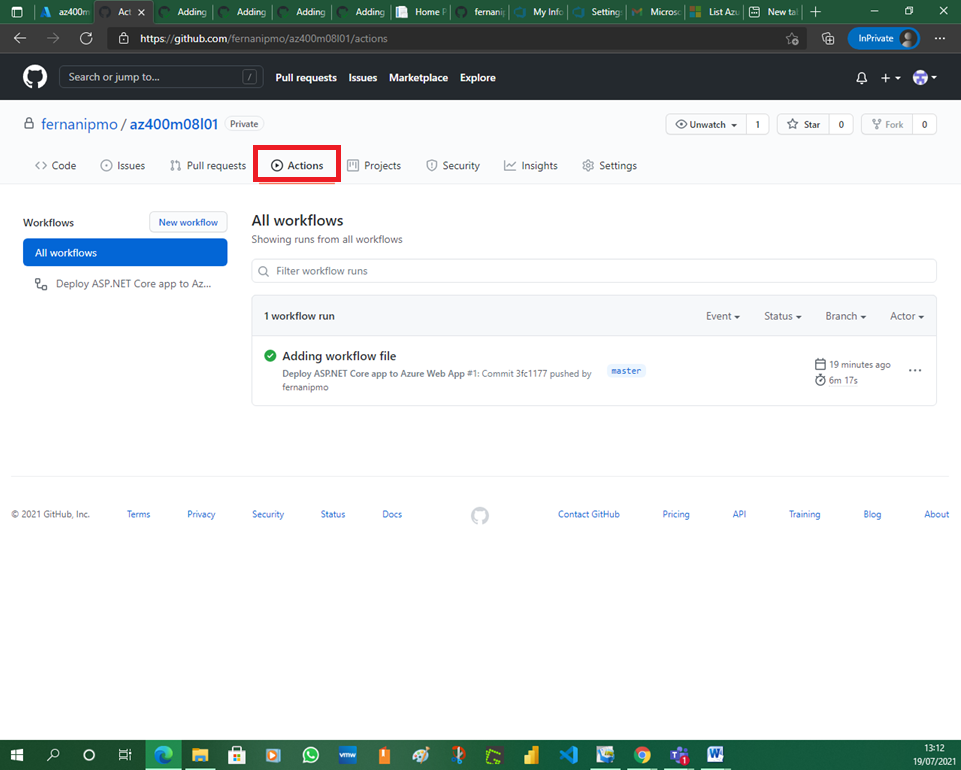 az400m
Act
Adding
Adding
Adding
Adding
Home P
fernanip
My Info
Setting
Micros
List Azu
New tab
https://github.com/fernanipmo/az400m08l01/actions
InPrivate
Search or jump to...
/
Pull requests
Issues
Marketplace
Explore
fernanipmo / az400m08l01
Private
Unwatch
1
Star
0
Fork
0
Code
Issues
Pull requests
Actions
Projects
Security
Insights
Settings
Workflows
New workflow
All workflows
Deploy ASP.NET Core app to Az...
All workflows
Showing runs from all workflows
Filter workflow runs
1 workflow run
Event
Status
Branch
Actor
Adding workflow file
Deploy ASP.NET Core app to Azure Web App #1: Commit 3fc1177 pushed by
fernanipmo
master
19 minutes ago
6m 17s
© 2021 GitHub, Inc.
Terms
Privacy
Security
Status
Docs
Contact GitHub
Pricing
API
Training
Blog
About
vmw
1
13:12
19/07/2021